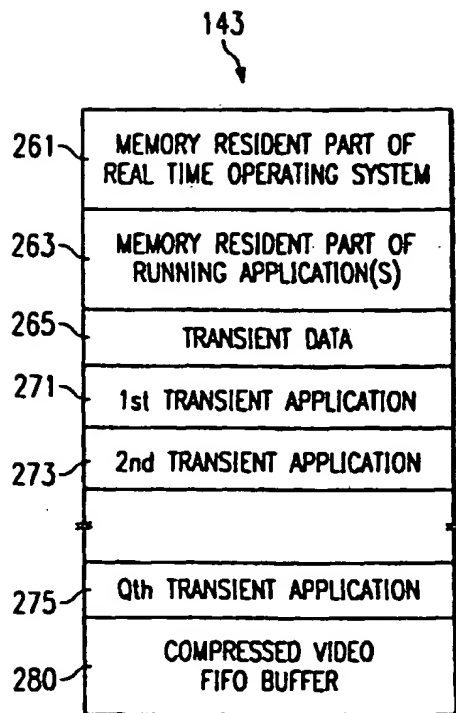 143
261 MEMORY RESIDENT PART OF
REAL TIME OPERATING SYSTEM
263 MEMORY RESIDENT PART OF
RUNNING APPLICATION(S)
265 TRANSIENT DATA
271 1st TRANSIENT APPLICATION
273 2nd TRANSIENT APPLICATION
275 Qth TRANSIENT APPLICATION
280 COMPRESSED VIDEO
FIFO BUFFER